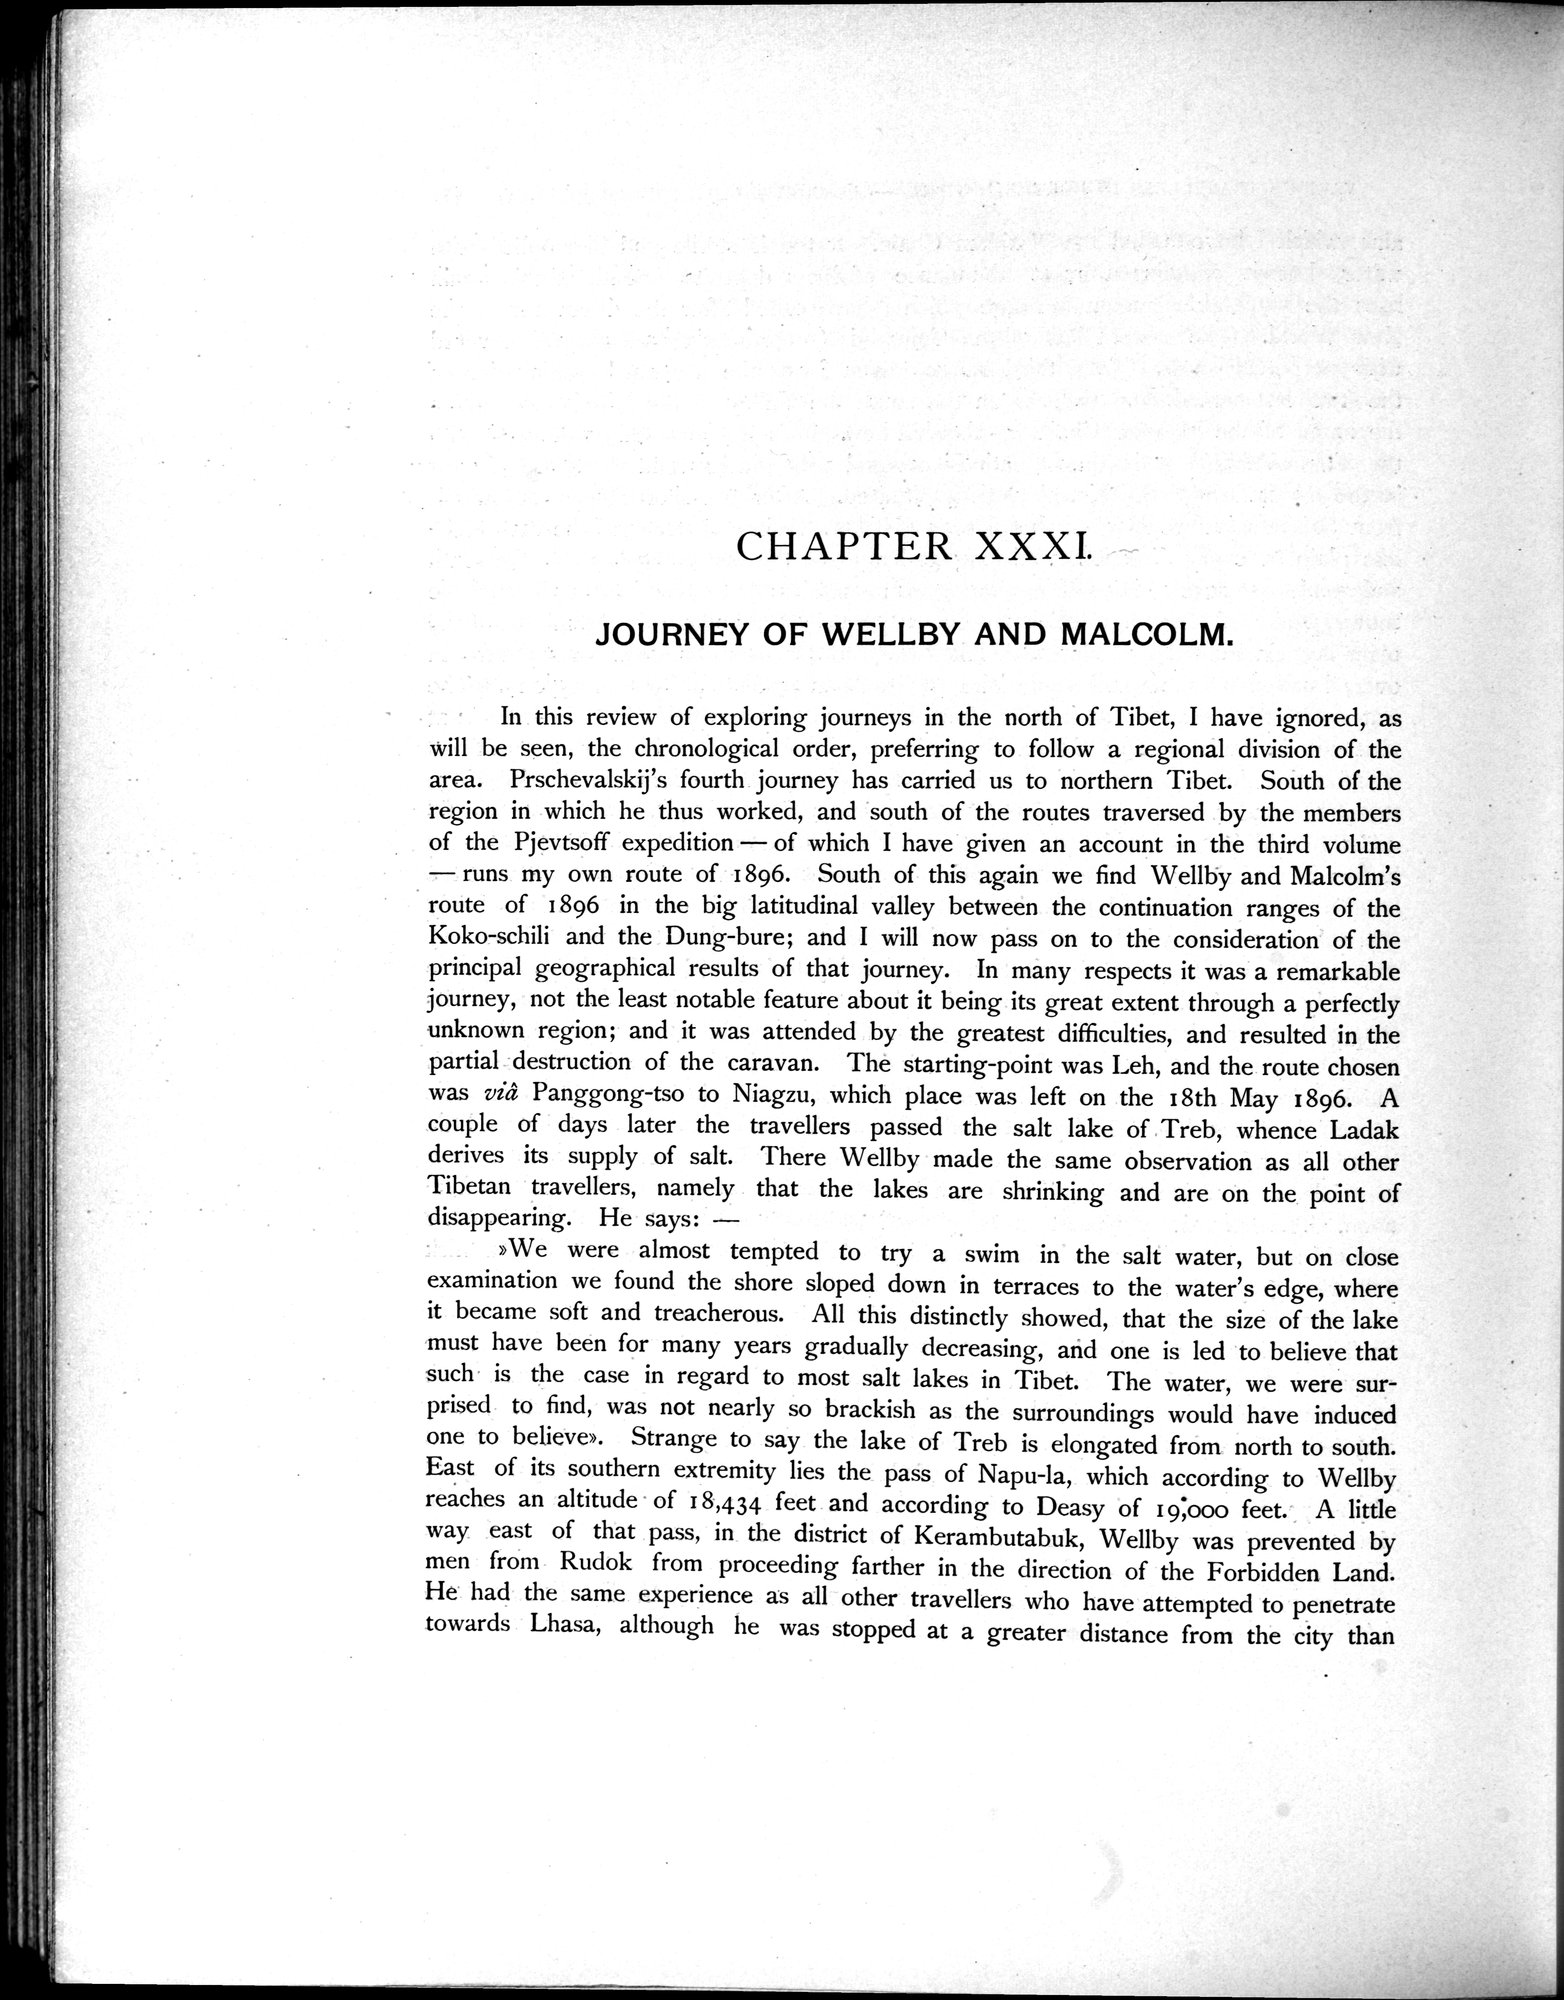 CHAPTER XXXI.
JOURNEY OF WELLBY AND MALCOLM.
In this review of exploring journeys in the north of Tibet, I have ignored, as
will be seen, the chronological order, preferring to follow a regional division of the
area. Prschevalskij's fourth journey has carried us to northern Tibet. South of the
region in which he thus worked, and south of the routes traversed by the members
of the Pjevtsoff expedition — of which I have given an account in the third volume
— runs my own route of 1896. South of this again we find Wellby and Malcolm's
route of 1896 in the big latitudinal valley between the continuation ranges of the
Koko-schili and the Dung-bure; and I will now pass on to the consideration of the
principal geographical results of that journey. In many respects it was a remarkable
journey, not the least notable feature about it being its great extent through a perfectly
unknown region; and it was attended by the greatest difficulties, and resulted in the
partial destruction of the caravan. The starting-point was Leh, and the route chosen
was viâ Panggong-tso to Niagzu, which place was left on the 18th May 1896. A
couple of days later the travellers passed the salt lake of Treb, whence Ladak
derives its supply of salt. There Wellby made the same observation as all other
Tibetan travellers, namely that the lakes are shrinking and are on the point of
disappearing. He says: —
»We were almost tempted to try a swim in the salt water, but on close
examination we found the shore sloped down in terraces to the water's edge, where
it became soft and treacherous. All this distinctly showed, that the size of the lake
must have been for many years gradually decreasing, and one is led to believe that
such is the case in regard to most salt lakes in Tibet. The water, we were sur-
prised to find, was not nearly so brackish as the surroundings would have induced
one to believe». Strange to say the lake of Treb is elongated from north to south.
East of its southern extremity lies the pass of Napu-la, which according to Wellby
reaches an altitude of 18,434 feet and according to Deasy of 19,000 feet. A little
way east of that pass, in the district of Kerambutabuk, Wellby was prevented by
men from Rudok from proceeding farther in the direction of the Forbidden Land.
He had the same experience as all other travellers who have attempted to penetrate
towards Lhasa, although he was stopped at a greater distance from the city than